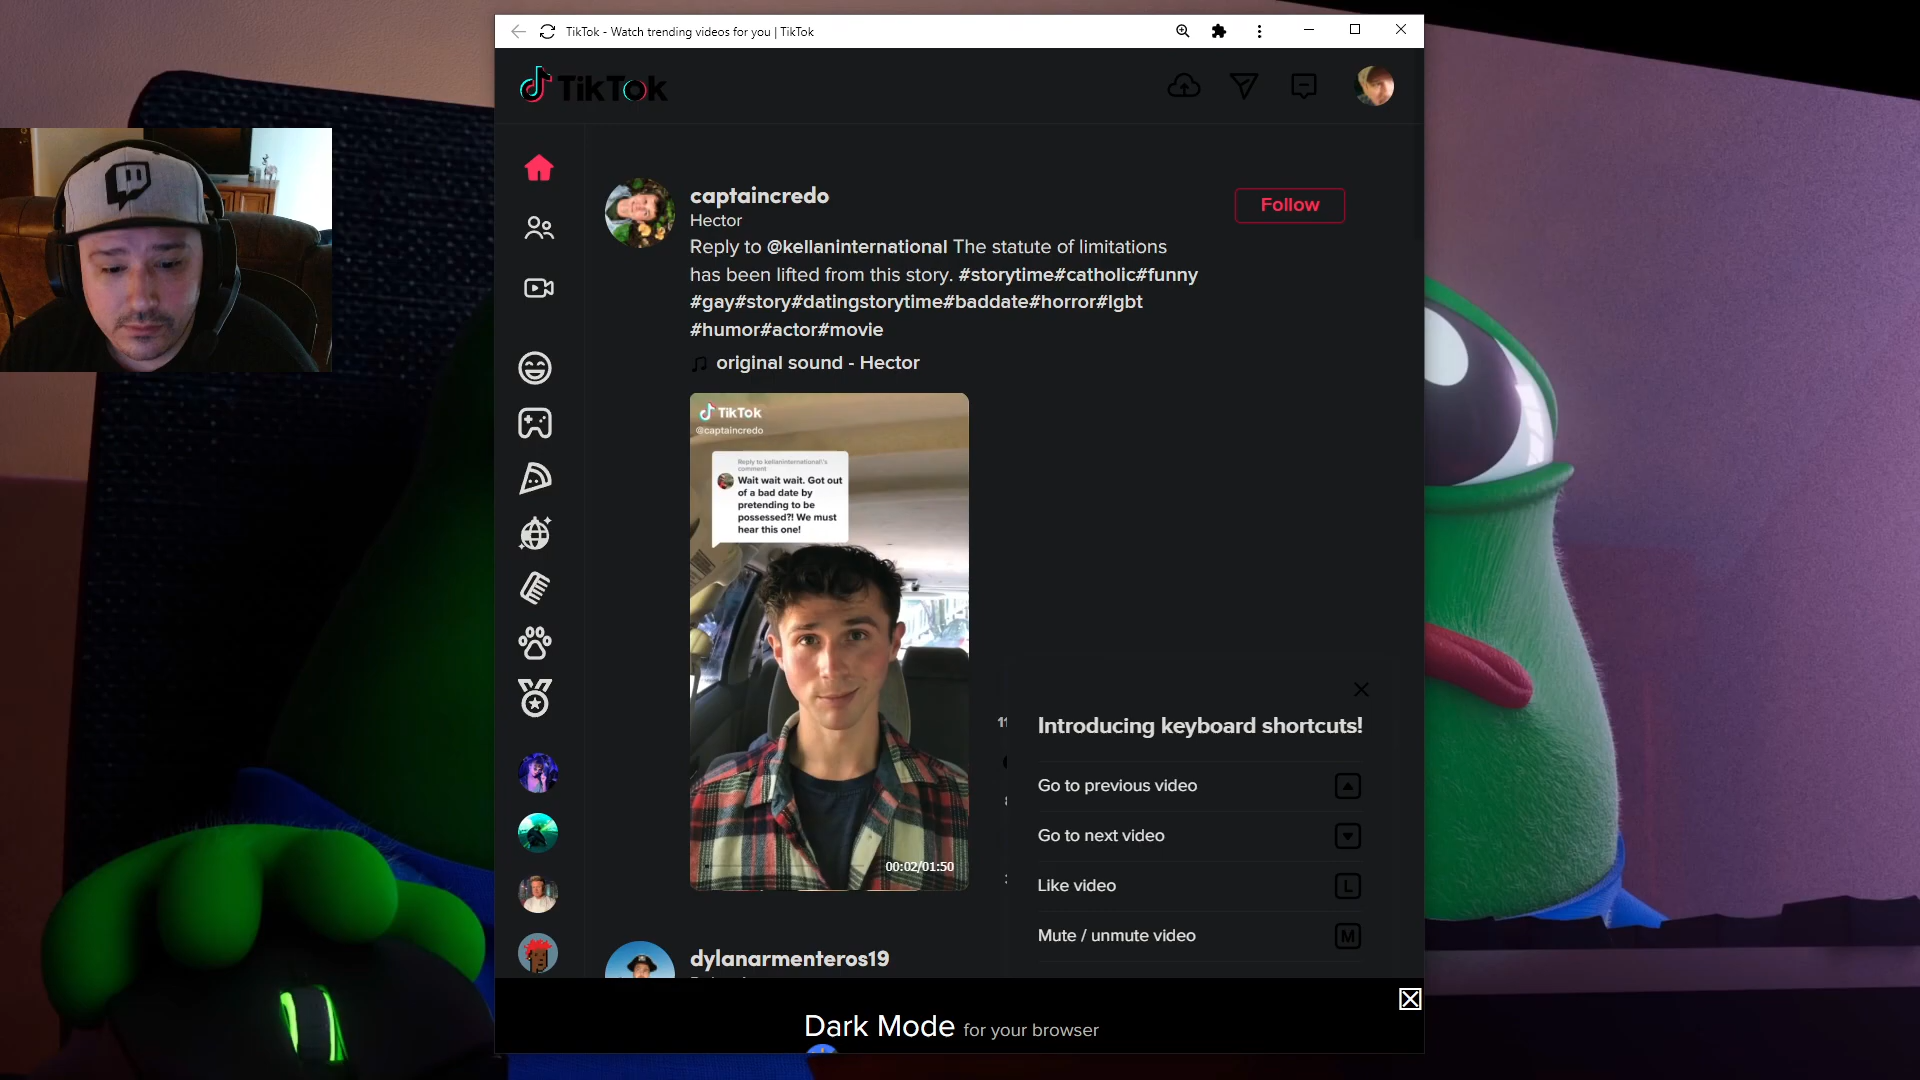 TikTok - Watch trending videos for you | TikTok
TikTok
captaincredo
Hector
Follow
Reply to @kellaninternational The statute of limitations
has been lifted from this story. #storytime#catholic#funny
#gay#story#datingstorytime#baddate#horror#lgbt
#humor#actor#movie
original sound - Hector
TikTok
@captaincredo
Reply to kellaninternational\'s
comment
Wait wait wait. Got out
of a bad date by
pretending to be
possessed?! We must
hear this one!
00:02/01:50
Introducing keyboard shortcuts!
Go to previous video
Go to next video
Like video L
Mute / unmute video M
dylanarmenteros19
Dark Mode for your browser